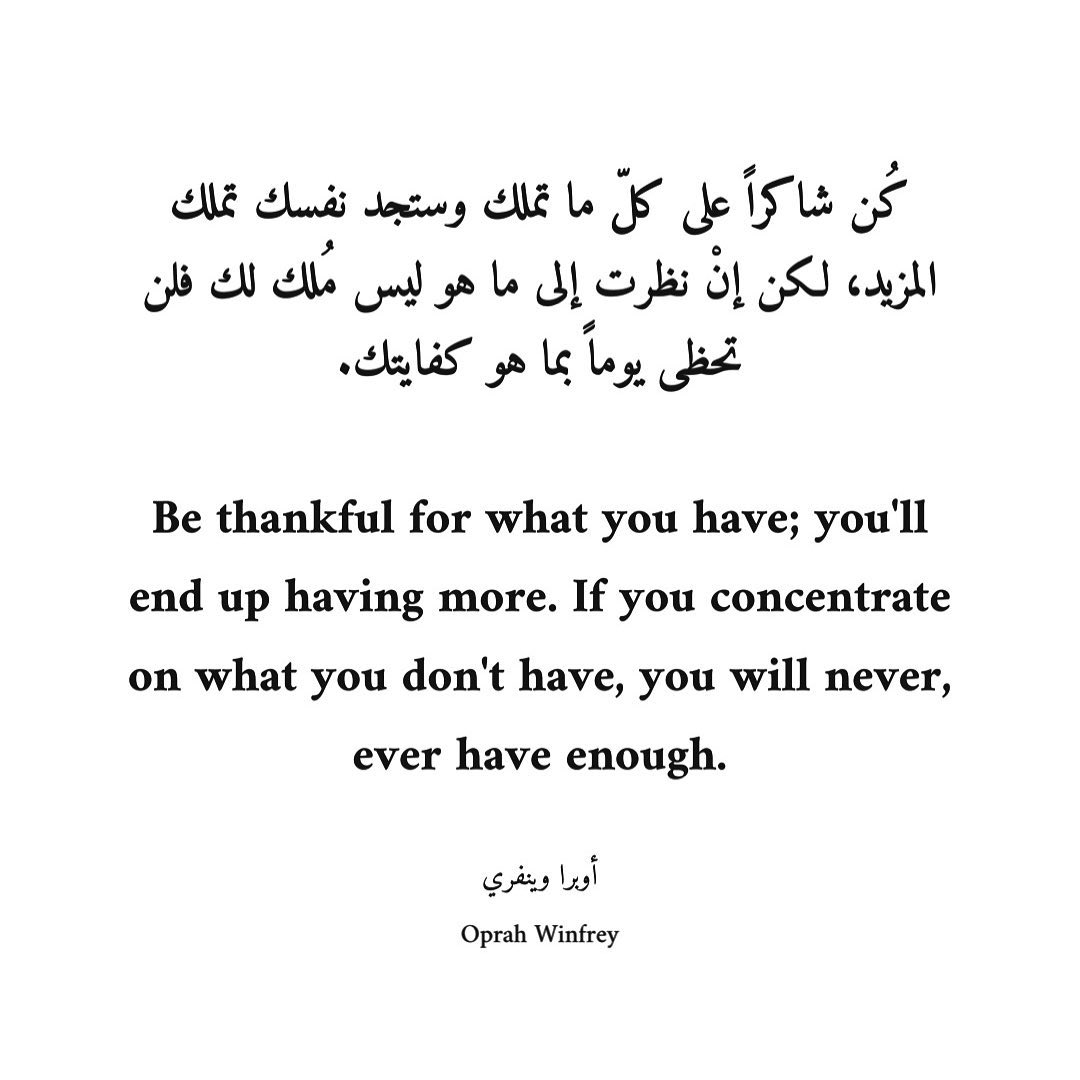 كُن شاكراً على كلّ ما تملك وستجد نفسك تملك
المزيد، لكن إنْ نظرت إلى ما هو ليس مُلك لك فلن
تحظى يوماً بما هو كفايتك.
Be thankful for what you have; you'll
end up having more. If you concentrate
on what you don't have, you will never,
ever have enough.
أوبرا وينفري
Oprah Winfrey